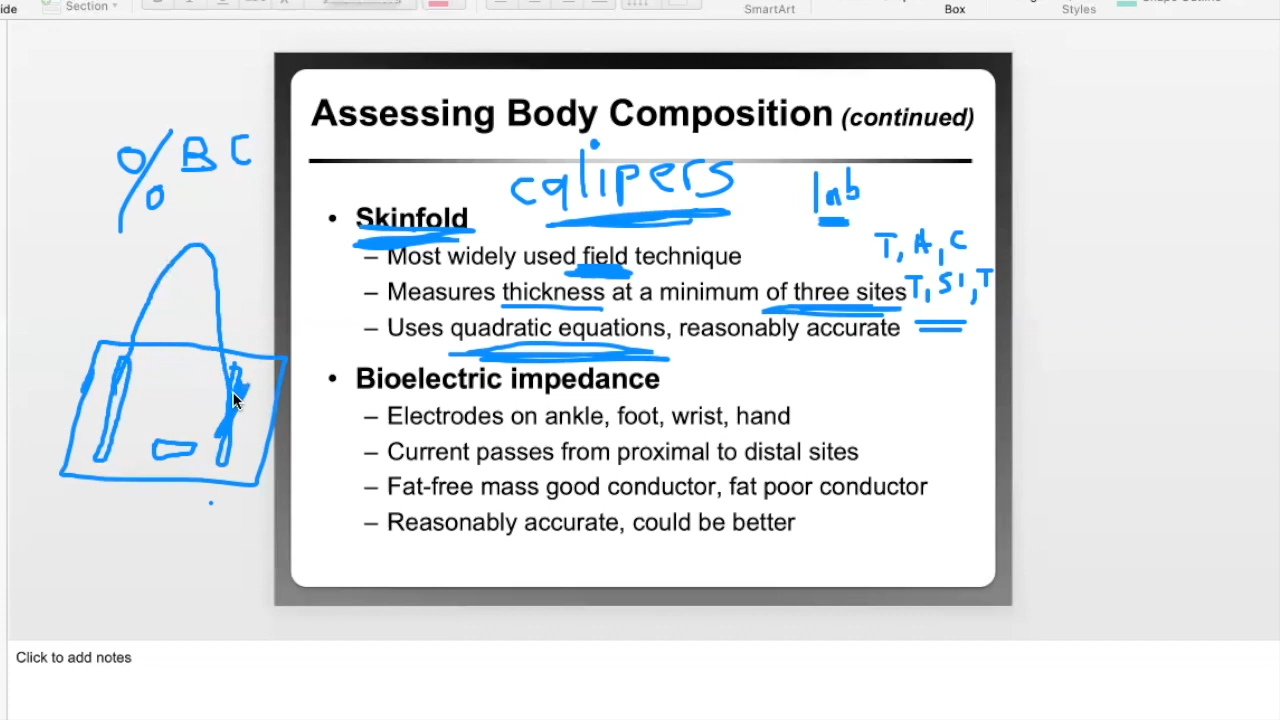 ide
Section
SmartArt
Box
Styles
Assessing Body Composition (continued)
% BC
calipers
lab
• Skinfold
T, A, C
– Most widely used field technique
T, SI, T
– Measures thickness at a minimum of three sites
– Uses quadratic equations, reasonably accurate
• Bioelectric impedance
– Electrodes on ankle, foot, wrist, hand
– Current passes from proximal to distal sites
– Fat-free mass good conductor, fat poor conductor
– Reasonably accurate, could be better
Click to add notes